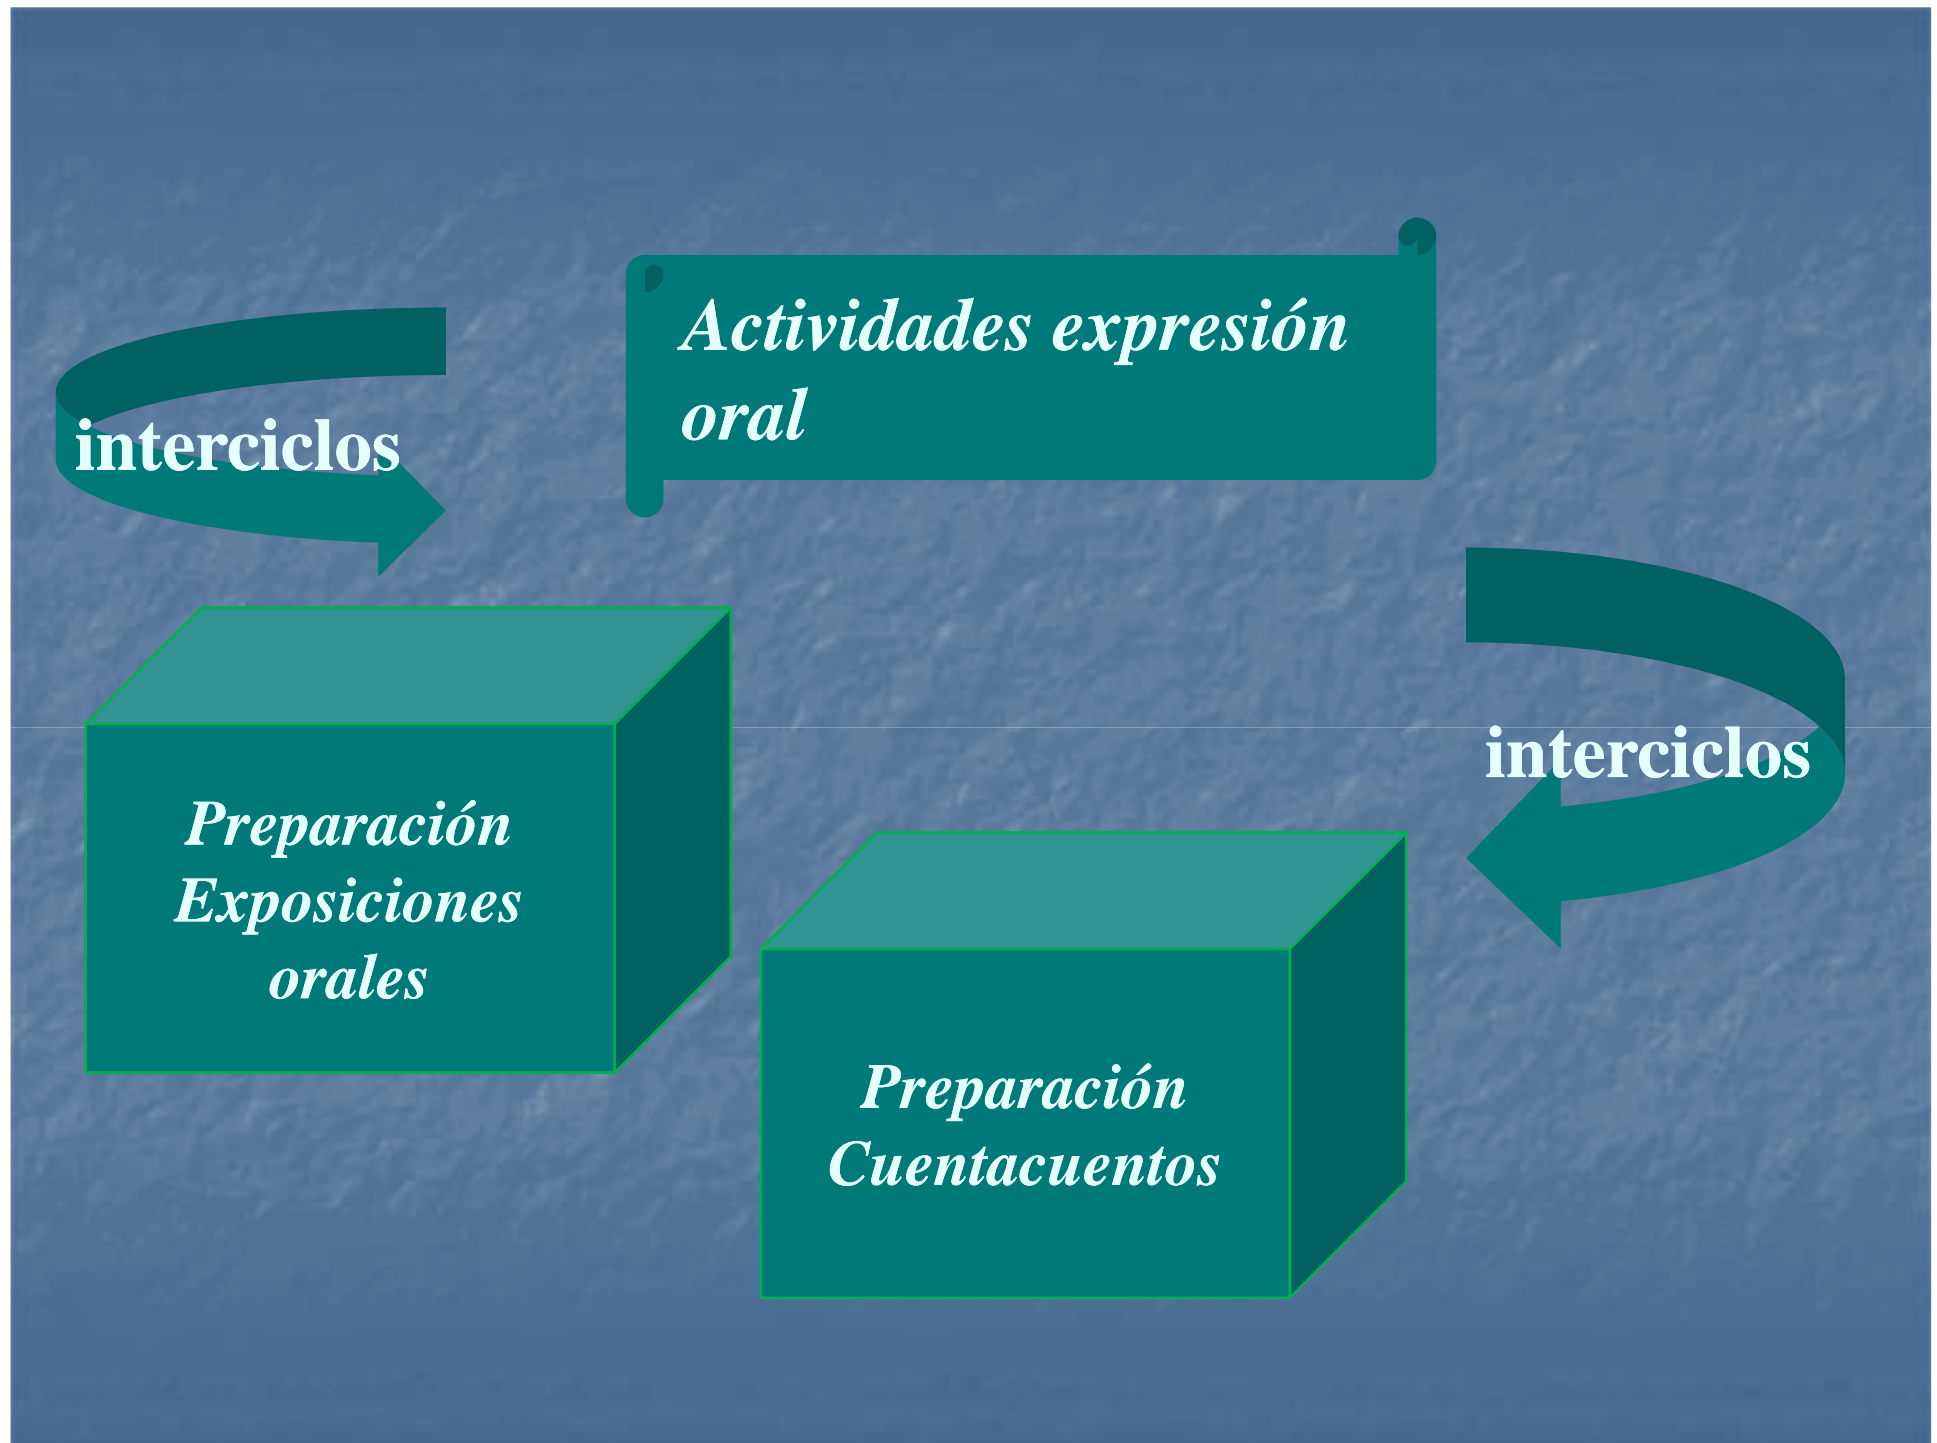 Actividades expresión
oral
interciclos
interciclos
Preparación
Exposiciones
orales
Preparación
Cuentacuentos